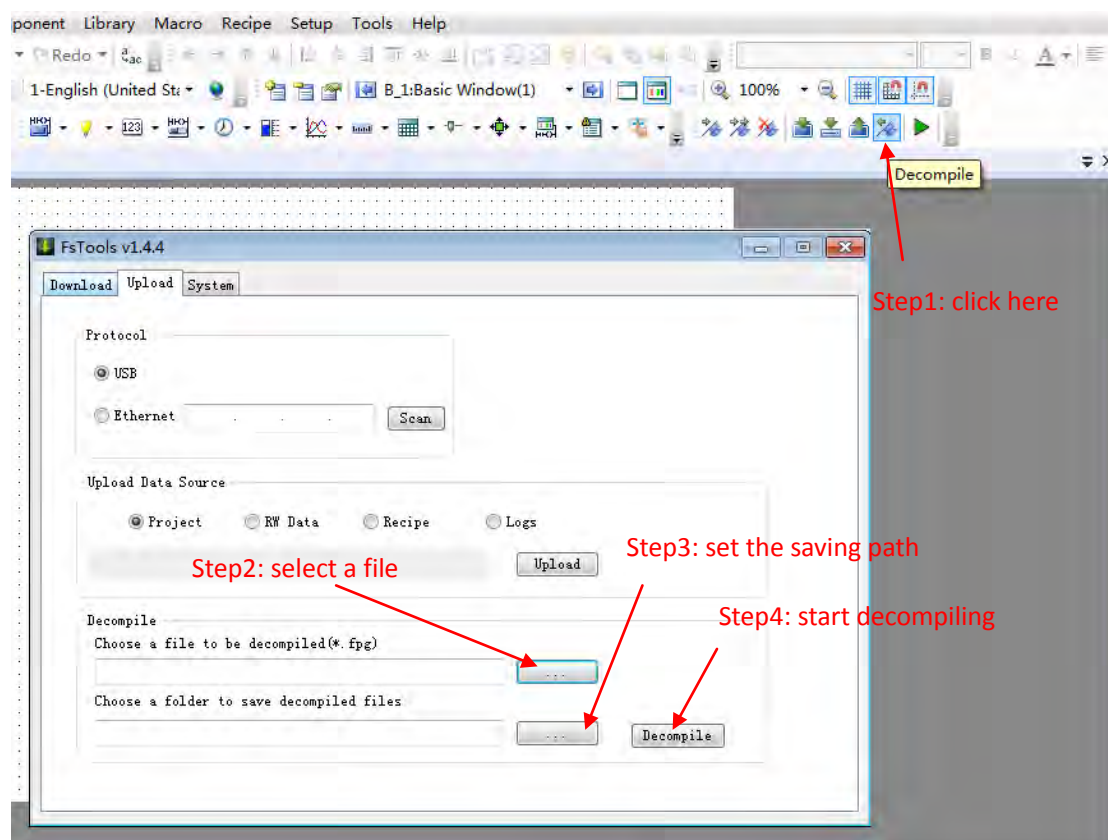 ponent Library Macro Recipe Setup Tools Help
Redo
1-English (United Sta B_1:Basic Window(1) 100%
B A
123
Decompile
FsTools v1.4.4
Step1: click here
Download Upload System
Protocol
USB
Ethernet . . . Scan
Upload Data Source
Project RW Data Recipe Logs
Step3: set the saving path
Step2: select a file Upload
Step4: start decompiling
Decompile
Choose a file to be decompiled(*.fpg)
...
Choose a folder to save decompiled files
... Decompile